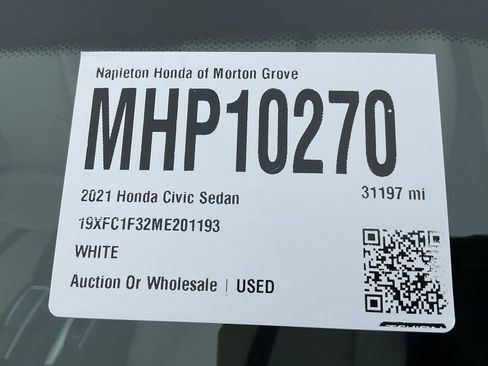 Napleton Honda of Morton Grove
MHP10270
2021 Honda Civic Sedan
31197 mi
19XFC1F32ME201193
WHITE
Auction Or Wholesale | USED